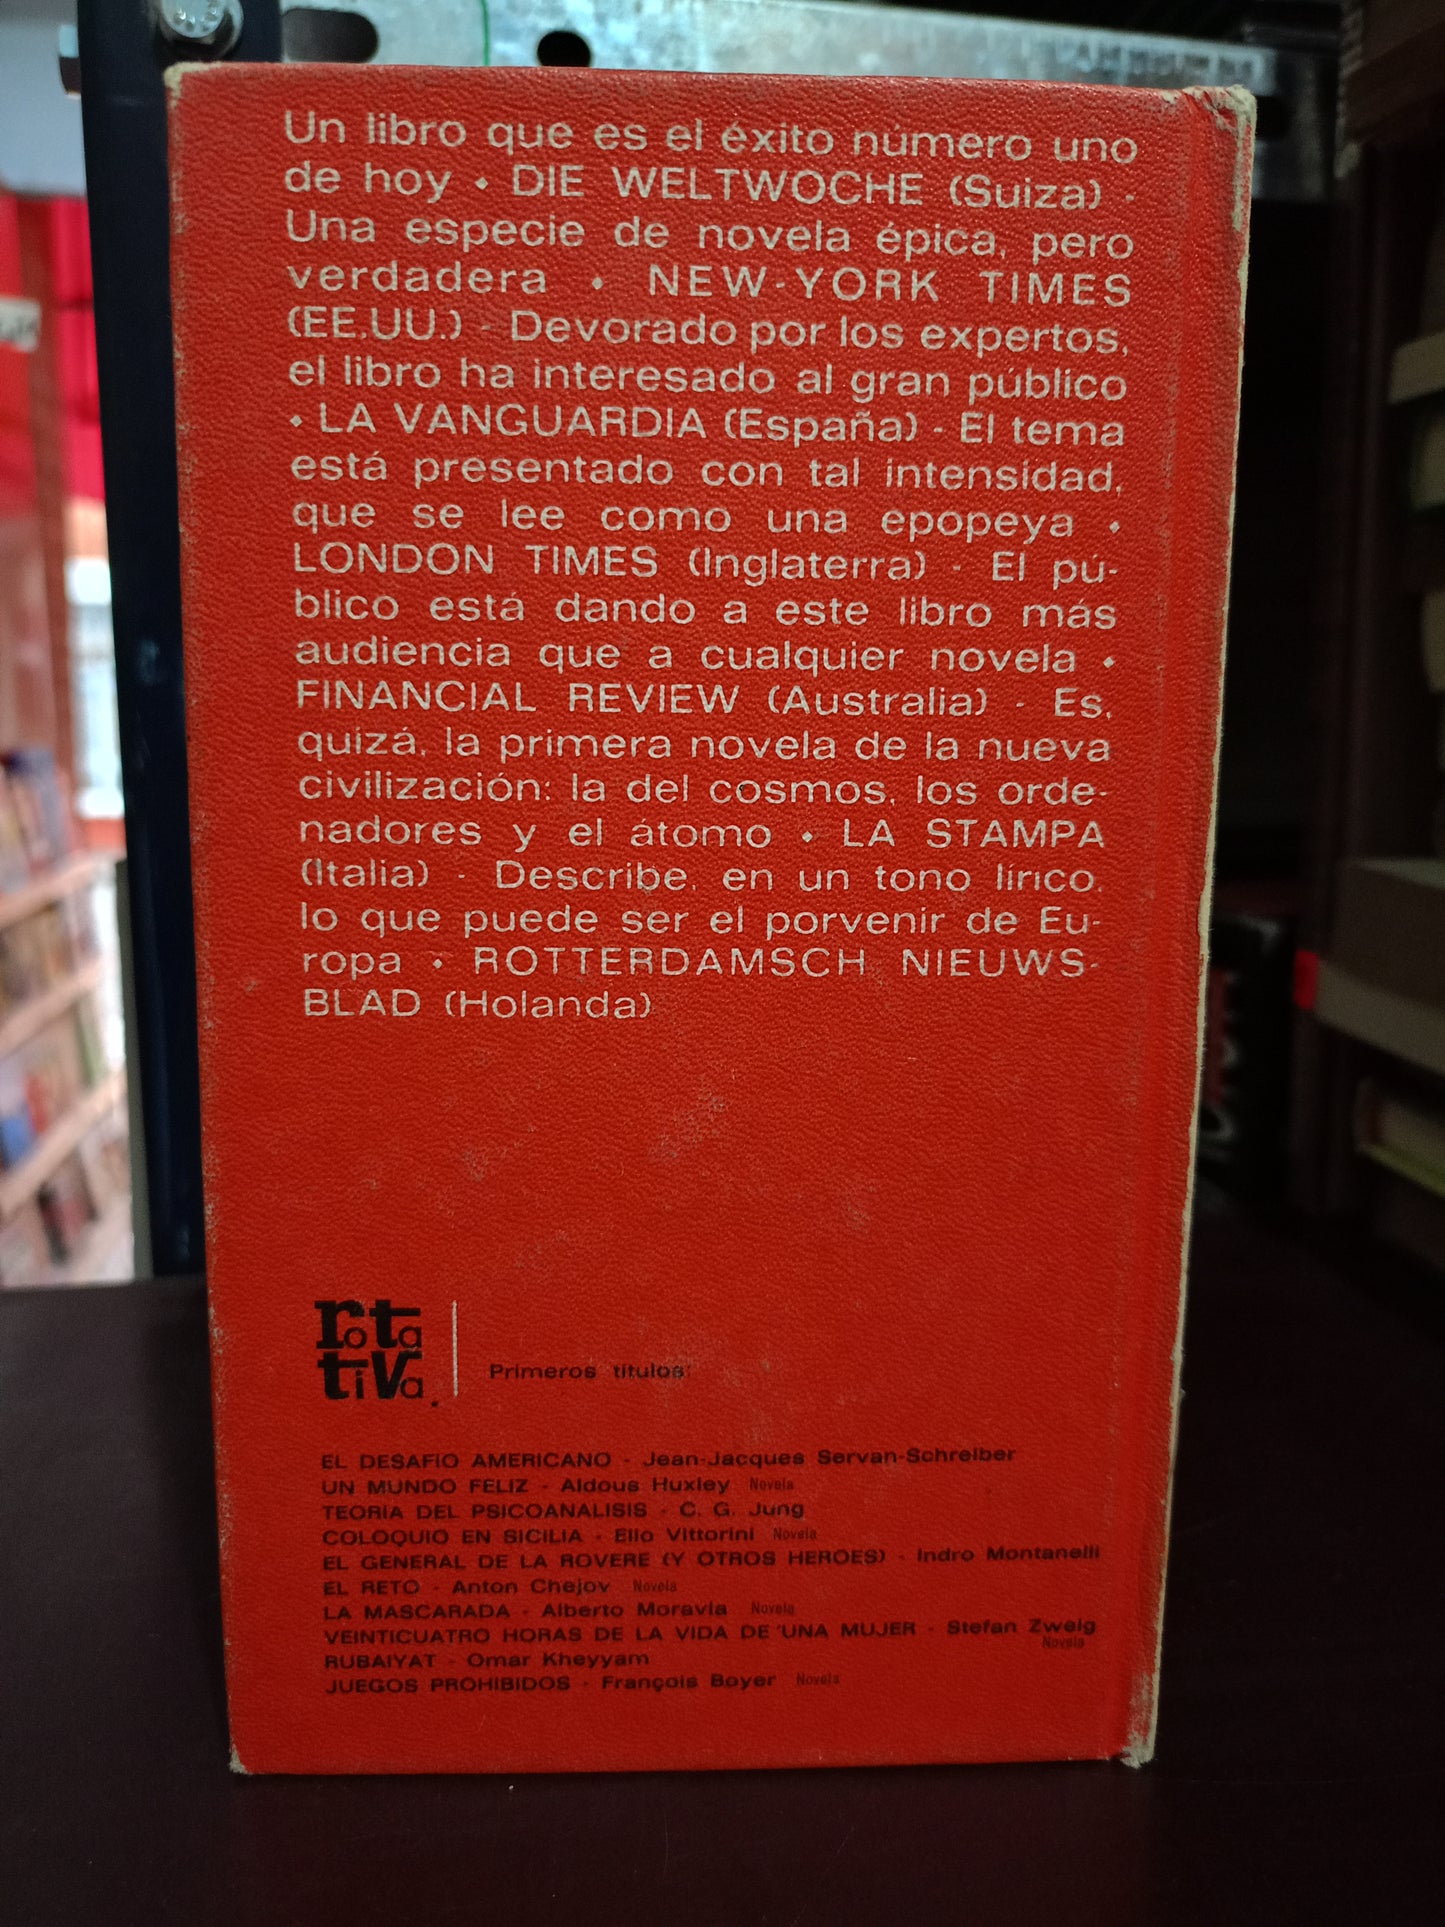 Un libro que es el éxito número uno
de hoy • DIE WELTWOCHE (Suiza) -
Una especie de novela épica, pero
verdadera • NEW-YORK TIMES
(EE.UU.) - Devorado por los expertos,
el libro ha interesado al gran público
• LA VANGUARDIA (España) - El tema
está presentado con tal intensidad,
que se lee como una epopeya •
LONDON TIMES (Inglaterra) - El pú-
blico está dando a este libro más
audiencia que a cualquier novela •
FINANCIAL REVIEW (Australia) - Es,
quizá, la primera novela de la nueva
civilización: la del cosmos, los orde-
nadores y el átomo • LA STAMPA
(Italia) - Describe, en un tono lírico,
lo que puede ser el porvenir de Eu-
ropa • ROTTERDAMSCH NIEUWS-
BLAD (Holanda)
rota
tiva
Primeros títulos:
EL DESAFIO AMERICANO - Jean-Jacques Servan-Schreiber
UN MUNDO FELIZ - Aldous Huxley Novela
TEORIA DEL PSICOANALISIS - C. G. Jung
COLOQUIO EN SICILIA - Elio Vittorini Novela
EL GENERAL DE LA ROVERE (Y OTROS HEROES) - Indro Montanelli
EL RETO - Anton Chejov Novela
LA MASCARADA - Alberto Moravia Novela
VEINTICUATRO HORAS DE LA VIDA DE UNA MUJER - Stefan Zweig
Novela
RUBAIYAT - Omar Kheyyam
JUEGOS PROHIBIDOS - François Boyer Novela